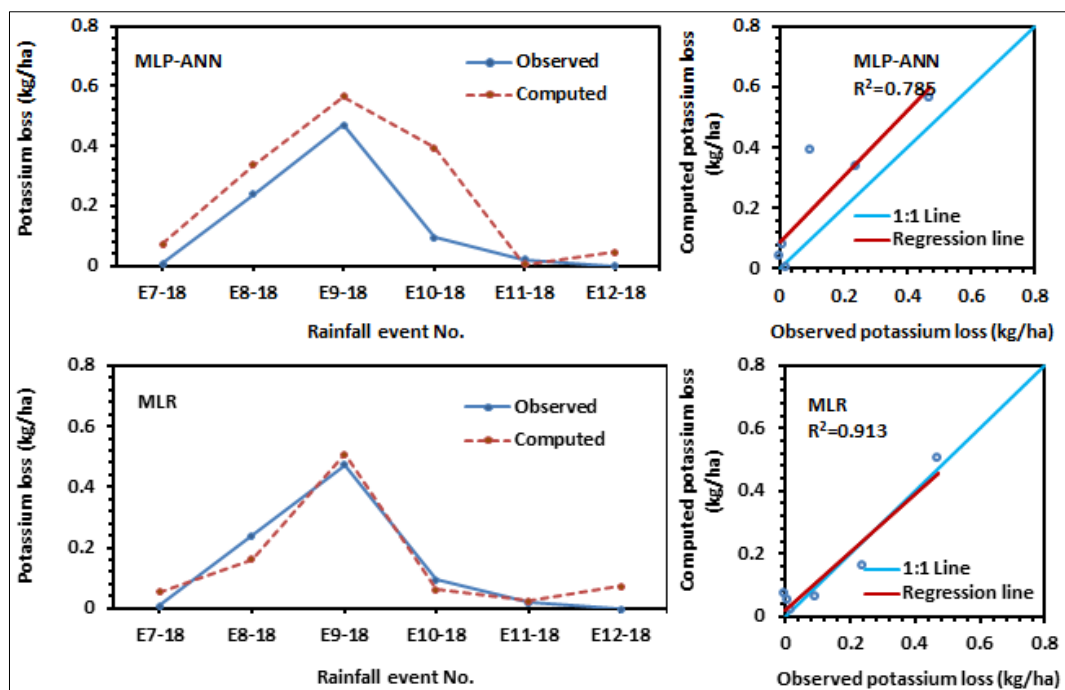 Potassium loss (kg/ha)
0.8
0.6
0.4
0.2
0
MLP-ANN
Observed
Computed
E7-18 E8-18 E9-18 E10-18 E11-18 E12-18
Rainfall event No.
Computed potassium loss
(kg/ha)
0.8
0.6
0.4
0.2
0
MLP-ANN
R²=0.785
1:1 Line
Regression line
0 0.2 0.4 0.6 0.8
Observed potassium loss (kg/ha)
Potassium loss (kg/ha)
0.8
0.6
0.4
0.2
0
MLR
Observed
Computed
E7-18 E8-18 E9-18 E10-18 E11-18 E12-18
Rainfall event No.
Computed potassium loss
(kg/ha)
0.8
0.6
0.4
0.2
0
MLR
R²=0.913
1:1 Line
Regression line
0 0.2 0.4 0.6 0.8
Observed potassium loss (kg/ha)